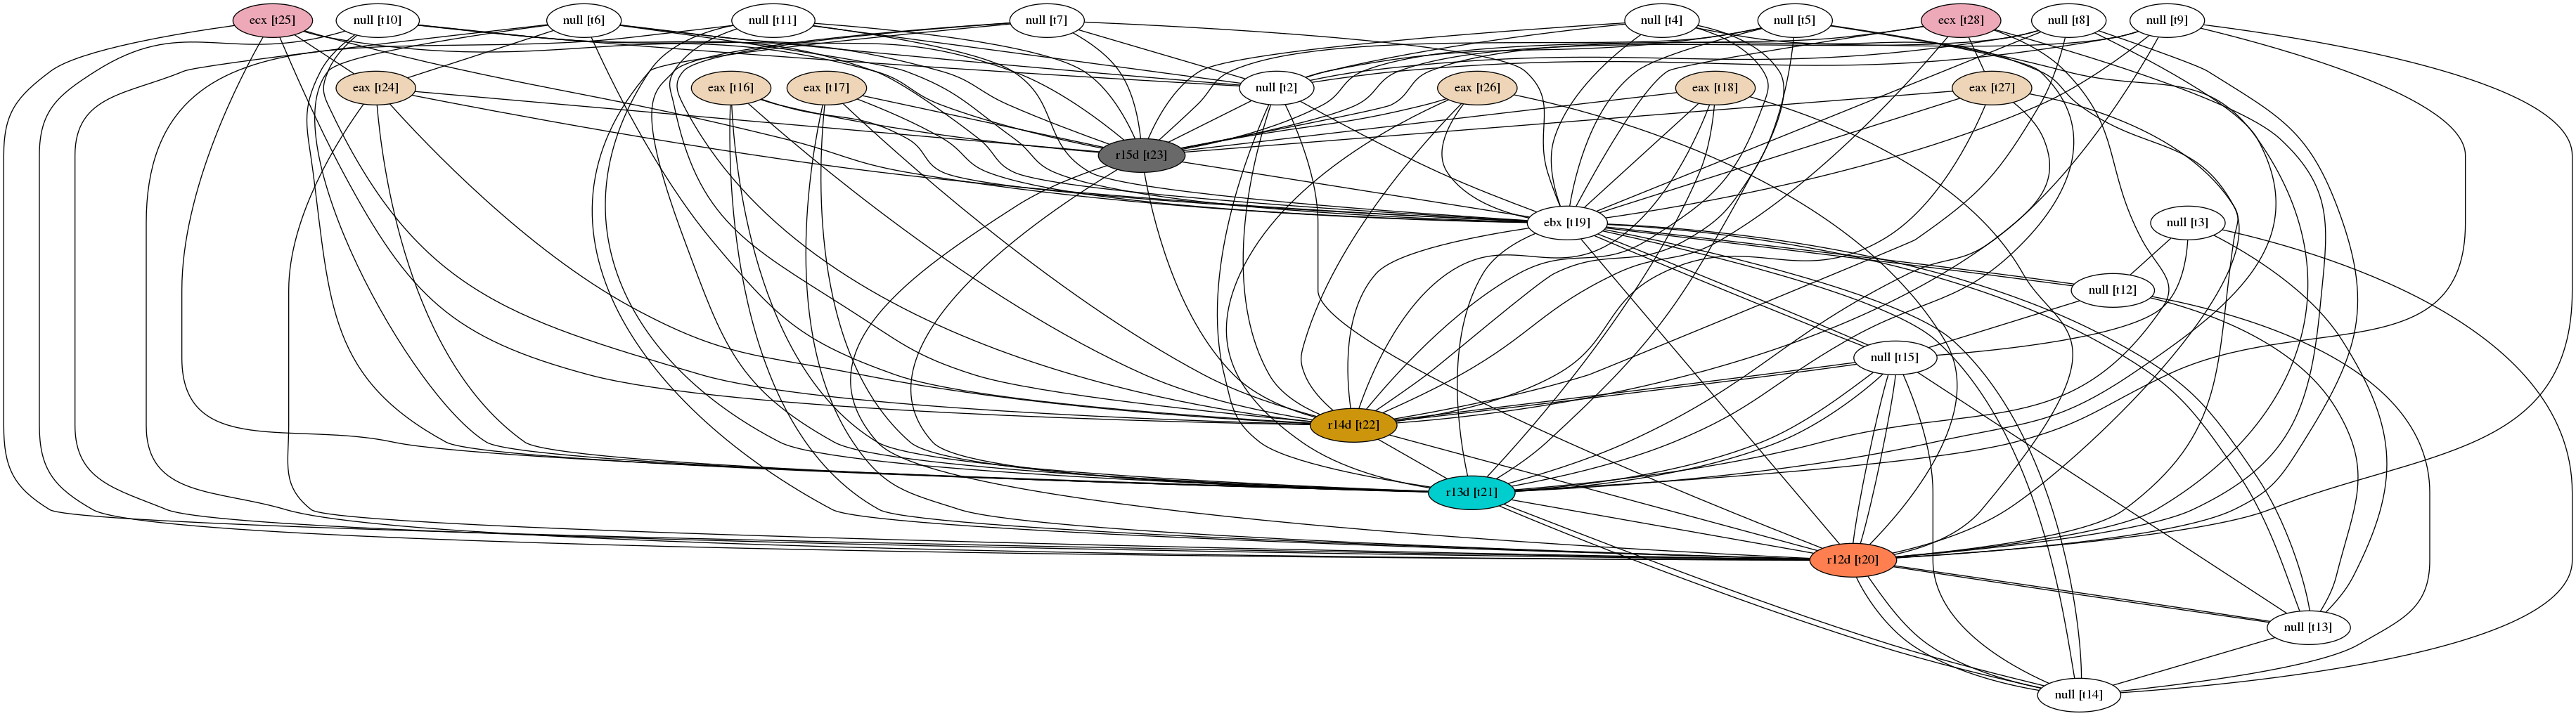 ecx [t25]
null [t10]
null [t6]
null [t11]
null [t7]
null [t4]
null [t5]
ecx [t28]
null [t8]
null [t9]
eax [t24]
eax [t16]
eax [t17]
null [t2]
eax [t26]
eax [t18]
eax [t27]
r15d [t23]
ebx [t19]
null [t3]
null [t12]
null [t15]
r14d [t22]
r13d [t21]
r12d [t20]
null [t13]
null [t14]